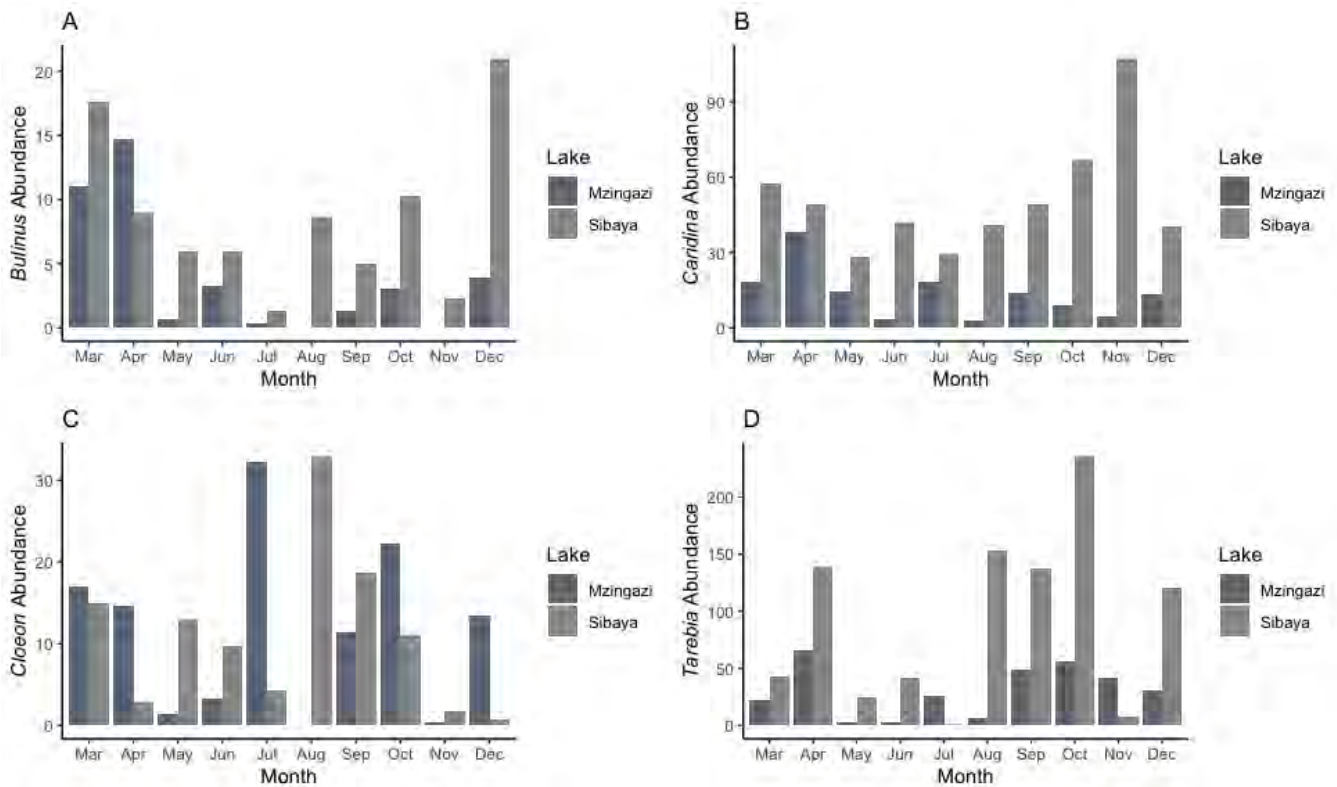 A
Bulinus Abundance
20
15
10
5
0
Mar Apr May Jun Jul Aug Sep Oct Nov Dec
Month
Lake
Mzingazi
Sibaya
B
Caridina Abundance
90
60
30
0
Mar Apr May Jun Jul Aug Sep Oct Nov Dec
Month
Lake
Mzingazi
Sibaya
C
Cloeon Abundance
30
20
10
0
Mar Apr May Jun Jul Aug Sep Oct Nov Dec
Month
Lake
Mzingazi
Sibaya
D
Tarebia Abundance
200
150
100
50
0
Mar Apr May Jun Jul Aug Sep Oct Nov Dec
Month
Lake
Mzingazi
Sibaya